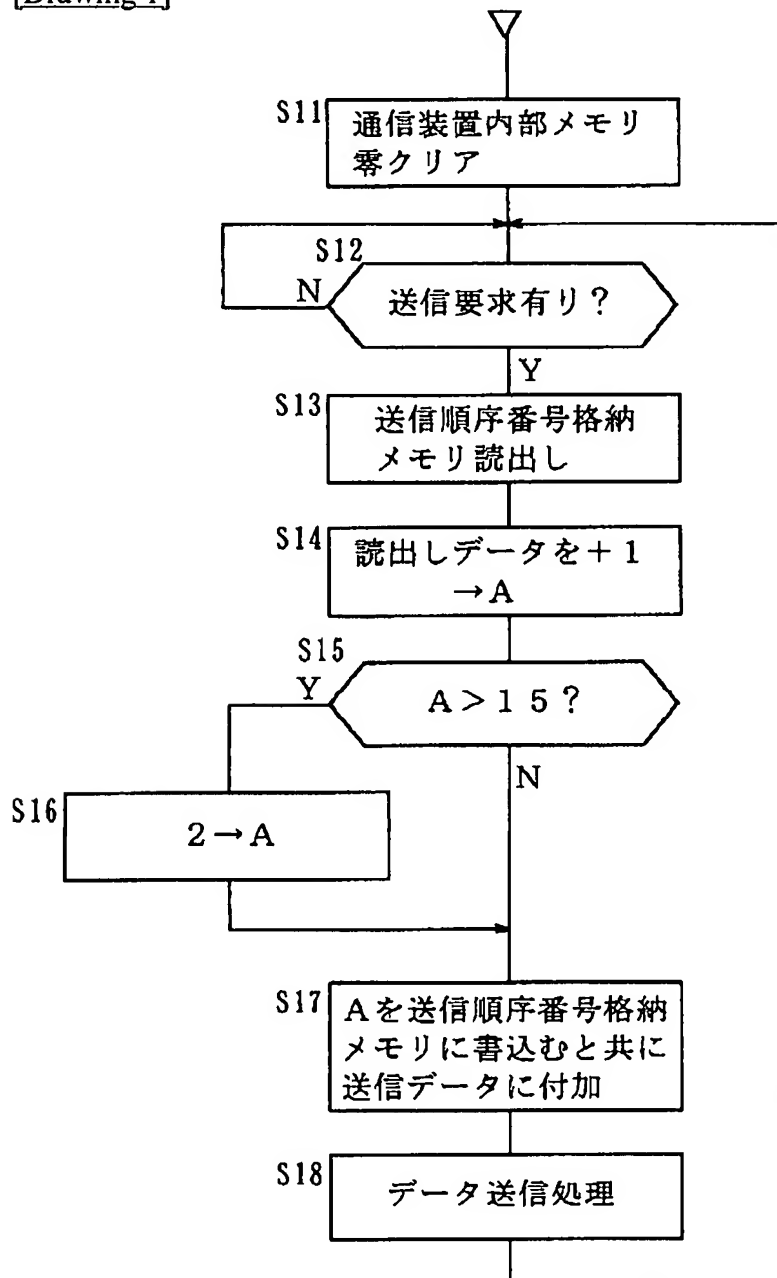 [Drawing 1]
S11
通信装置内部メモリ
零クリア
S12
N
送信要求有り?
Y
S13
送信順序番号格納
メモリ読出し
S14
読出しデータを+1
→A
S15
Y
A>15?
N
S16
2→A
S17
Aを送信順序番号格納
メモリに書込むと共に
送信データに付加
S18
データ送信処理